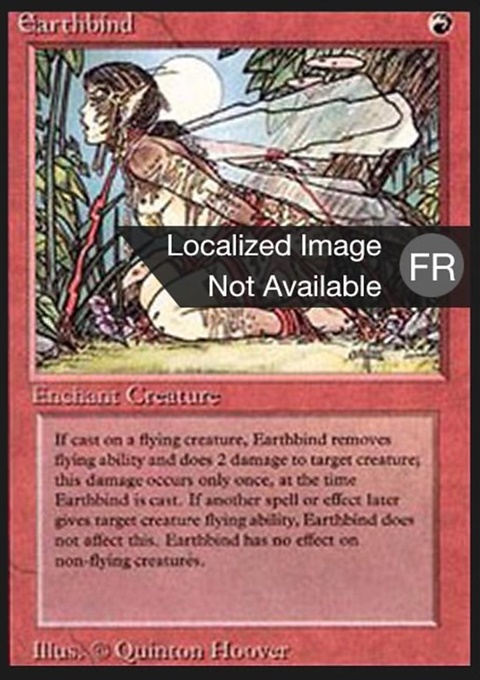 Earthbind
Localized Image
Not Available
FR
Enchant Creature
If cast on a flying creature, Earthbind removes
flying ability and does 2 damage to target creature;
this damage occurs only once, at the time
Earthbind is cast. If another spell or effect later
gives target creature flying ability, Earthbind does
not affect this. Earthbind has no effect on
non-flying creatures.
Illus. © Quinton Hoover